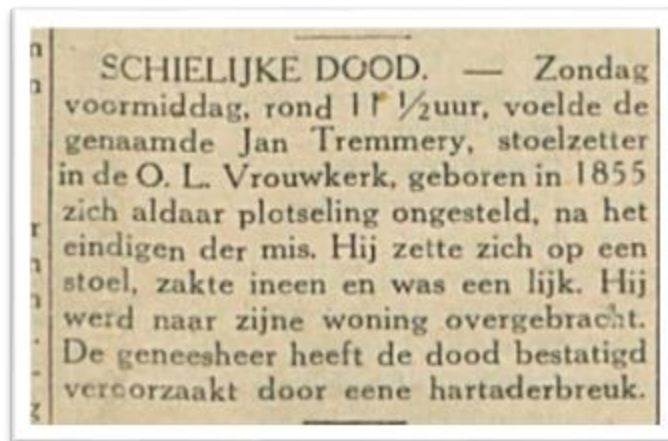 SCHIELIJKE DOOD. — Zondag
voormiddag, rond 11 ½uur, voelde de
genaamde Jan Tremmery, stoelzetter
in de O. L. Vrouwkerk, geboren in 1855
zich aldaar plotseling ongesteld, na het
eindigen der mis. Hij zette zich op een
stoel, zakte ineen en was een lijk. Hij
werd naar zijne woning overgebracht.
De geneesheer heeft de dood bestatigd
veroorzaakt door eene hartaderbreuk.